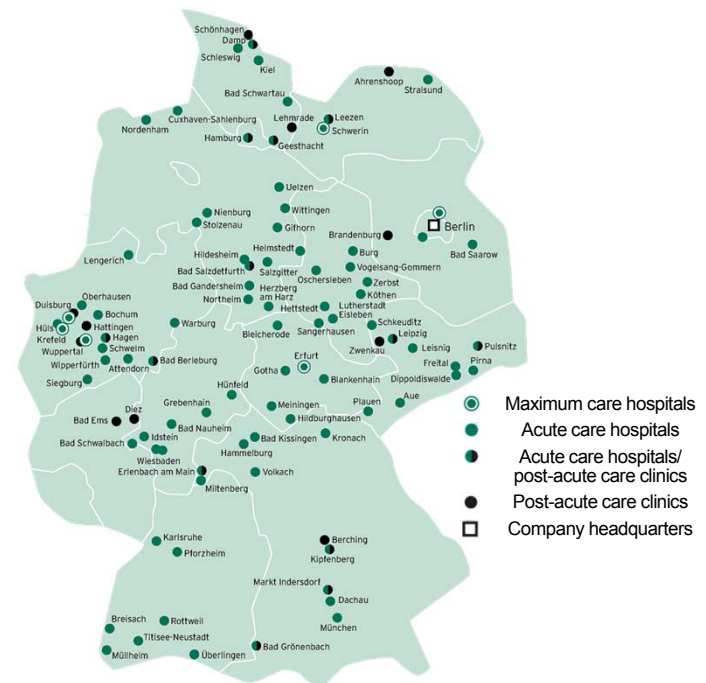 Schönhagen
Damp
Schleswig
Kiel
Ahrenshoop
Stralsund
Bad Schwartau
Cuxhaven-Sahlenburg
Lehmrade
Leezen
Nordenham
Schwerin
Hamburg
Geesthacht
Uelzen
Nienburg
Wittingen
Stolzenau
Gifhorn
Brandenburg
Berlin
Helmstedt
Burg
Bad Saarow
Lengerich
Hildesheim
Bad Salzdetfurth
Salzgitter
Vogelsang-Gommern
Oschersleben
Zerbst
Bad Gandersheim
Herzberg
am Harz
Köthen
Northeim
Oberhausen
Duisburg
Hettstedt
Lutherstadt
Eisleben
Bochum
Hüls
Hattingen
Warburg
Bleicherode
Sangerhausen
Schkeuditz
Krefeld
Hagen
Leipzig
Wuppertal
Schwelm
Zwenkau
Leisnig
Pulsnitz
Wipperfürth
Attendorn
Bad Berleburg
Erfurt
Freital
Pirna
Gotha
Blankenhain
Dippoldiswalde
Siegburg
Hünfeld
Grebenhain
Meiningen
Plauen
Aue
Diez
Bad Ems
Bad Nauheim
Hildburghausen
Idstein
Bad Kissingen
Kronach
Bad Schwalbach
Hammelburg
Wiesbaden
Erlenbach am Main
Volkach
Miltenberg
Karlsruhe
Pforzheim
Berching
Kipfenberg
Markt Indersdorf
Dachau
München
Breisach
Rottweil
Titisee-Neustadt
Müllheim
Überlingen
Bad Grönenbach
Maximum care hospitals
Acute care hospitals
Acute care hospitals/
post-acute care clinics
Post-acute care clinics
Company headquarters